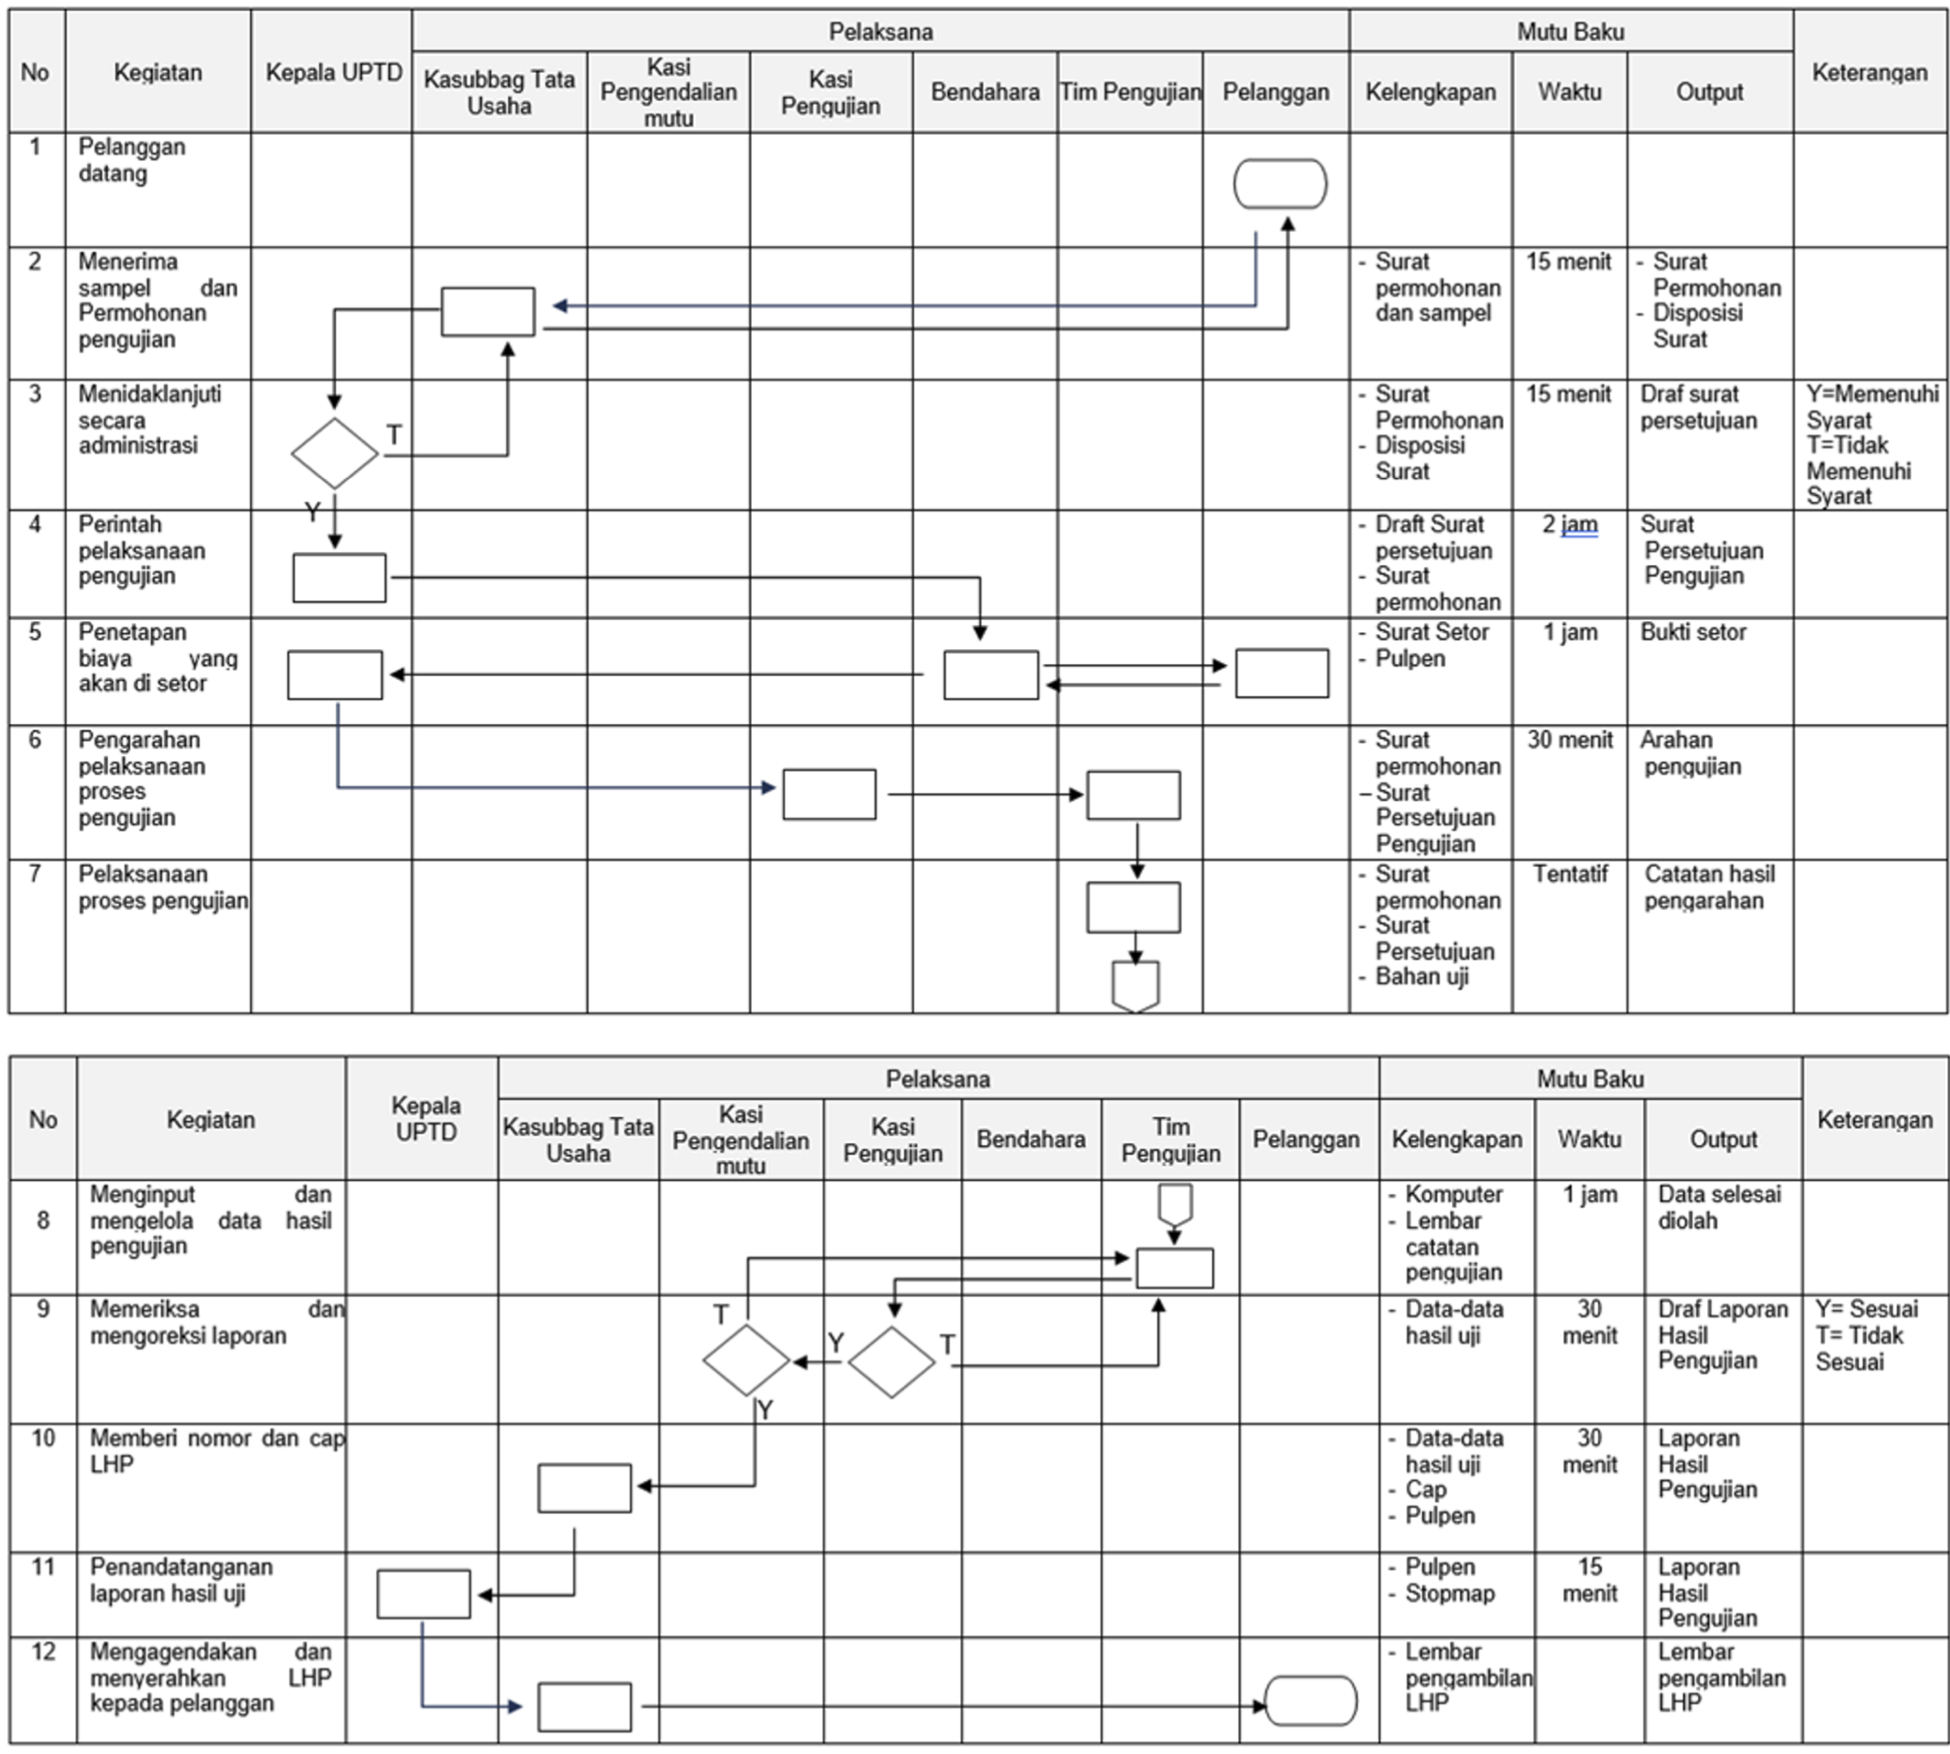 No
Kegiatan
Kepala UPTD
Pelaksana
Mutu Baku
Keterangan
Kasubbag Tata
Usaha
Kasi
Pengendalian
mutu
Kasi
Pengujian
Bendahara
Tim Pengujian
Pelanggan
Kelengkapan
Waktu
Output
1
Pelanggan
datang
2
Menerima
sampel dan
Permohonan
pengujian
- Surat
permohonan
dan sampel
15 menit
- Surat
Permohonan
- Disposisi
Surat
3
Menidaklanjuti
secara
administrasi
T
Y
- Surat
Permohonan
- Disposisi
Surat
15 menit
Draf surat
persetujuan
Y=Memenuhi
Syarat
T=Tidak
Memenuhi
Syarat
4
Perintah
pelaksanaan
pengujian
- Draft Surat
persetujuan
- Surat
permohonan
2 jam
Surat
Persetujuan
Pengujian
5
Penetapan
biaya yang
akan di setor
- Surat Setor
- Pulpen
1 jam
Bukti setor
6
Pengarahan
pelaksanaan
proses
pengujian
- Surat
permohonan
– Surat
Persetujuan
Pengujian
30 menit
Arahan
pengujian
7
Pelaksanaan
proses pengujian
- Surat
permohonan
- Surat
Persetujuan
- Bahan uji
Tentatif
Catatan hasil
pengarahan
No
Kegiatan
Kepala
UPTD
Pelaksana
Mutu Baku
Keterangan
Kasubbag Tata
Usaha
Kasi
Pengendalian
mutu
Kasi
Pengujian
Bendahara
Tim
Pengujian
Pelanggan
Kelengkapan
Waktu
Output
8
Menginput dan
mengelola data hasil
pengujian
- Komputer
- Lembar
catatan
pengujian
1 jam
Data selesai
diolah
9
Memeriksa dan
mengoreksi laporan
T
Y
T
Y
- Data-data
hasil uji
30
menit
Draf Laporan
Hasil
Pengujian
Y= Sesuai
T= Tidak
Sesuai
10
Memberi nomor dan cap
LHP
- Data-data
hasil uji
- Cap
- Pulpen
30
menit
Laporan
Hasil
Pengujian
11
Penandatanganan
laporan hasil uji
- Pulpen
- Stopmap
15
menit
Laporan
Hasil
Pengujian
12
Mengagendakan dan
menyerahkan LHP
kepada pelanggan
- Lembar
pengambilan
LHP
Lembar
pengambilan
LHP